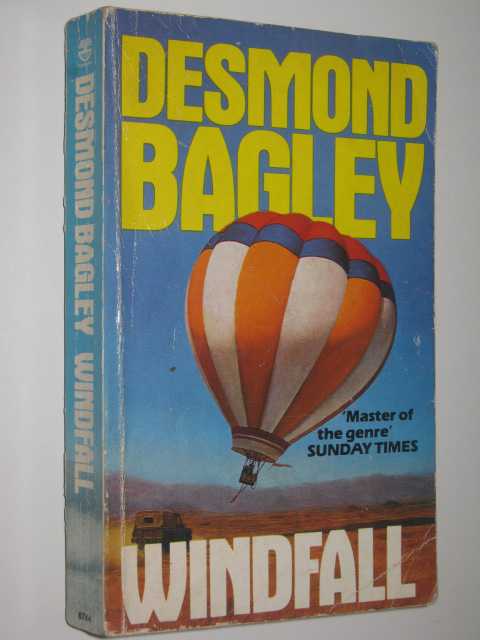 DESMOND
BAGLEY
'Master of
the genre'
SUNDAY TIMES
WINDFALL
DESMOND BAGLEY WINDFALL